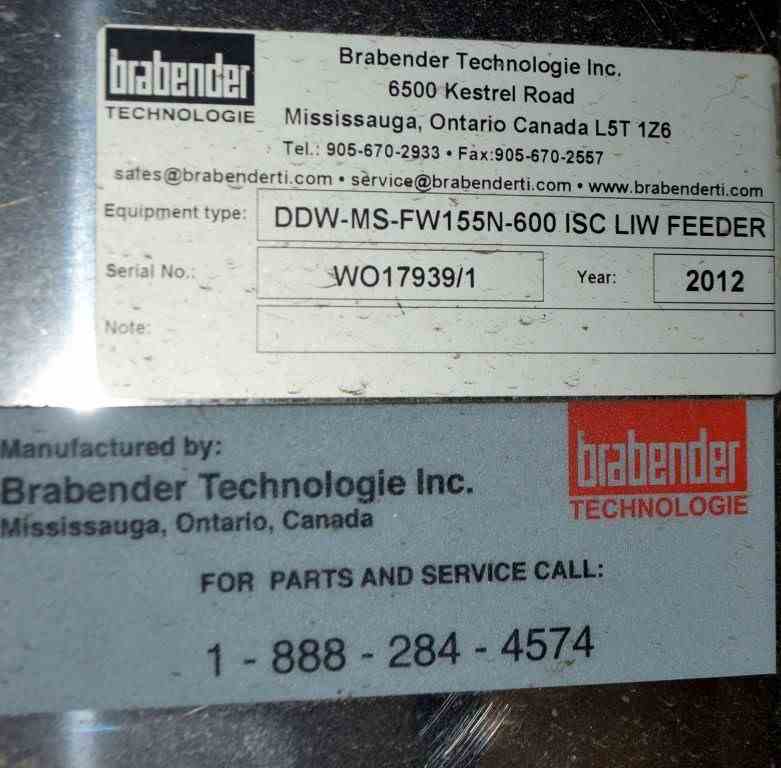 brabender
TECHNOLOGIE
Brabender Technologie Inc.
6500 Kestrel Road
Mississauga, Ontario Canada L5T 1Z6
Tel.: 905-670-2933 • Fax:905-670-2557
sales@brabenderti.com • service@brabenderti.com • www.brabenderti.com
Equipment type: DDW-MS-FW155N-600 ISC LIW FEEDER
Serial No.: WO17939/1 Year: 2012
Note:
Manufactured by:
Brabender Technologie Inc.
Mississauga, Ontario, Canada
brabender
TECHNOLOGIE
FOR PARTS AND SERVICE CALL:
1 - 888 - 284 - 4574